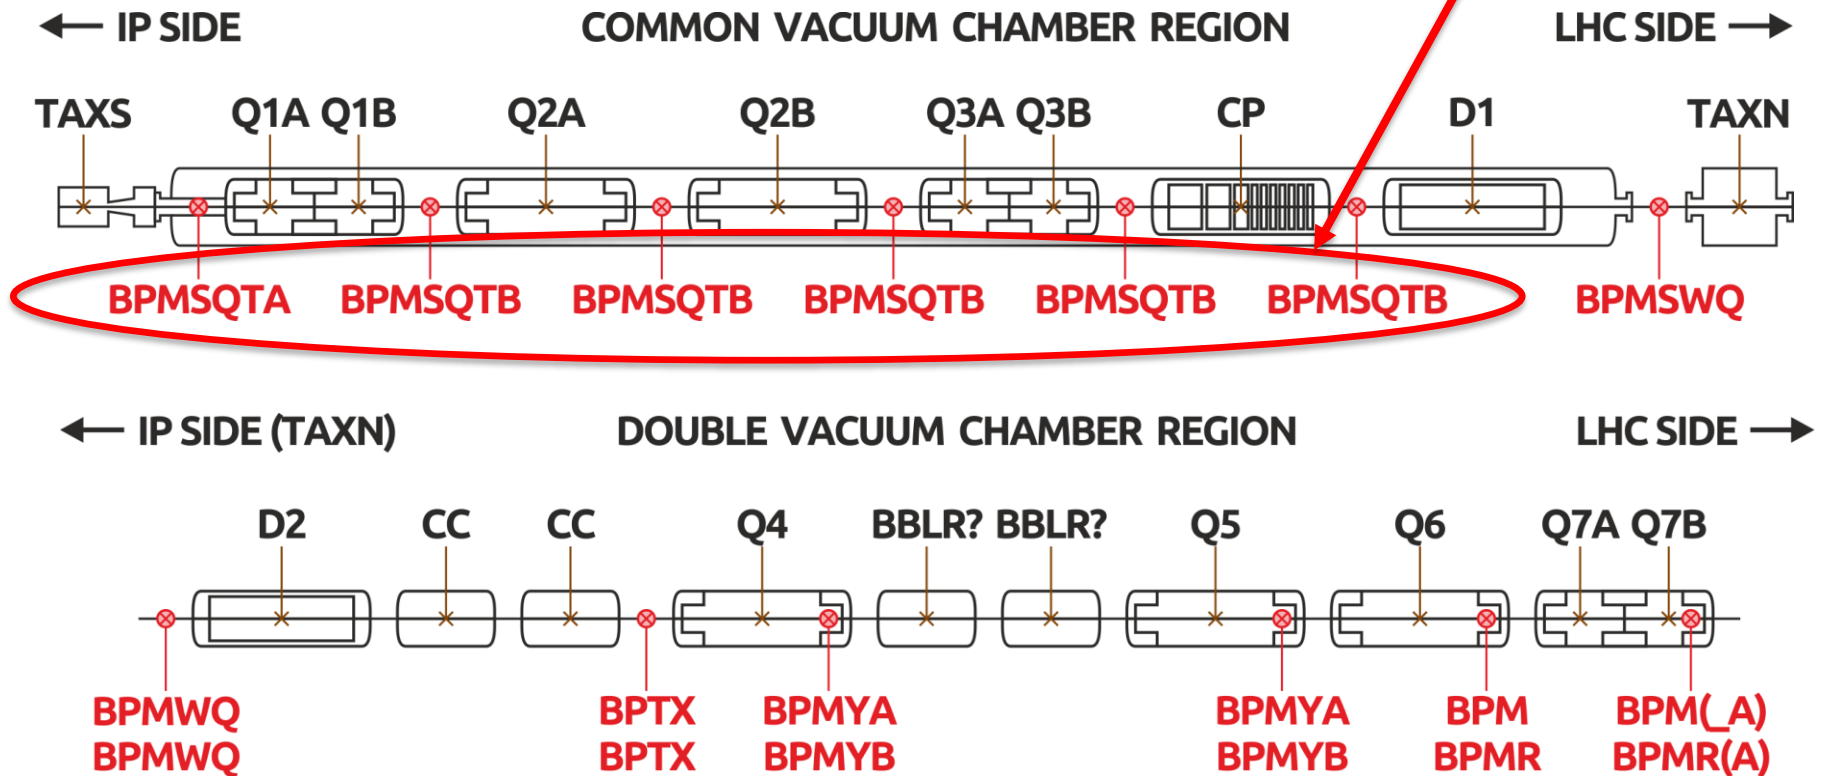 IP SIDE COMMON VACUUM CHAMBER REGION LHC SIDE
TAXS Q1A Q1B Q2A Q2B Q3A Q3B CP D1 TAXN
BPMSQTA BPMSQTB BPMSQTB BPMSQTB BPMSQTB BPMSQTB BPMSWQ
IP SIDE (TAXN) DOUBLE VACUUM CHAMBER REGION LHC SIDE
D2 CC CC Q4 BBLR? BBLR? Q5 Q6 Q7A Q7B
BPMWQ BPTX BPMYA BPMYA BPM BPM(_A)
BPMWQ BPTX BPMYB BPMYB BPMR BPMR(A)